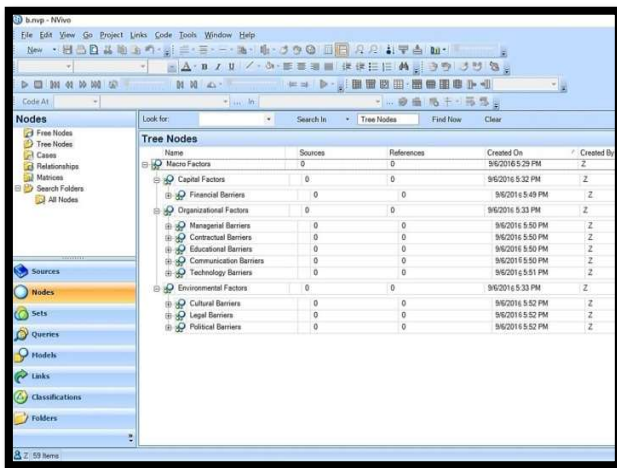 b.nvp - NVivo
File Edit View Go Project Links Code Tools Window Help
New
A B I U
Code At In
Nodes
Free Nodes
Tree Nodes
Cases
Relationships
Matrices
Search Folders
All Nodes
Sources
Nodes
Sets
Queries
Models
Links
Classifications
Folders
Look for: Search In Tree Nodes Find Now Clear
Tree Nodes
Name Sources References Created On Created By
Macro Factors 0 0 9/6/2016 5:29 PM Z
Capital Factors 0 0 9/6/2016 5:32 PM Z
Financial Barriers 0 0 9/6/2016 5:49 PM Z
Organizational Factors 0 0 9/6/2016 5:33 PM Z
Managerial Barriers 0 0 9/6/2016 5:50 PM Z
Contractual Barriers 0 0 9/6/2016 5:50 PM Z
Educational Barriers 0 0 9/6/2016 5:50 PM Z
Communication Barriers 0 0 9/6/2016 5:50 PM Z
Technology Barriers 0 0 9/6/2016 5:51 PM Z
Environmental Factors 0 0 9/6/2016 5:33 PM Z
Cultural Barriers 0 0 9/6/2016 5:52 PM Z
Legal Barriers 0 0 9/6/2016 5:52 PM Z
Political Barriers 0 0 9/6/2016 5:52 PM Z
Z 59 Items